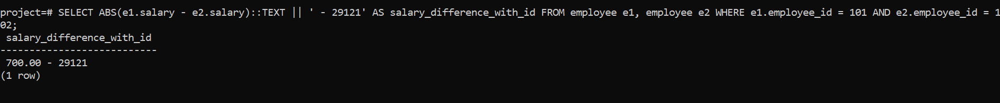 project=# SELECT ABS(e1.salary - e2.salary)::TEXT || ' - 29121' AS salary_difference_with_id FROM employee e1, employee e2 WHERE e1.employee_id = 101 AND e2.employee_id = 1
02;
 salary_difference_with_id
---------------------------
 700.00 - 29121
(1 row)